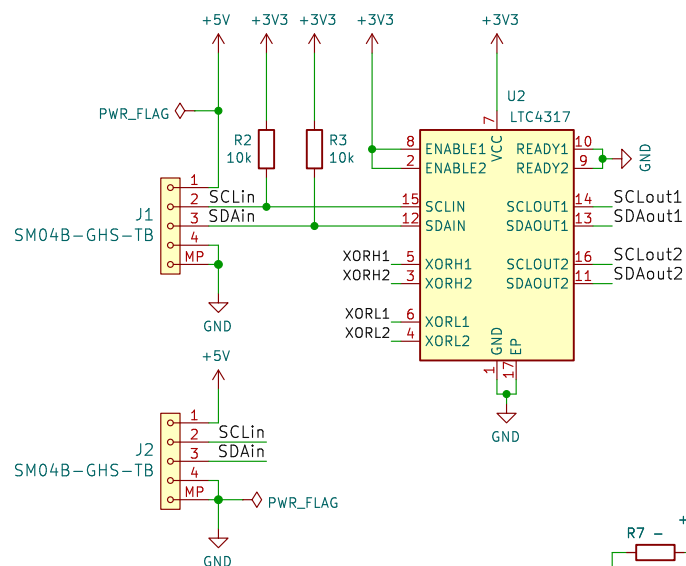 +5V
+3V3
+3V3
+3V3
+3V3
PWR_FLAG
R2
10k
R3
10k
U2
LTC4317
7
VCC
8
ENABLE1
READY1
10
2
ENABLE2
READY2
9
GND
1
SCLin
2
15
SCLIN
SCLOUT1
14
SCLout1
SDAin
3
12
SDAIN
SDAOUT1
13
SDAout1
J1
SM04B-GHS-TB
4
MP
GND
XORH1
5
XORH1
SCLOUT2
16
SCLout2
XORH2
3
XORH2
SDAOUT2
11
SDAout2
XORL1
6
XORL1
XORL2
4
XORL2
GND
EP
1
17
GND
+5V
1
2
SCLin
3
SDAin
J2
SM04B-GHS-TB
4
MP
PWR_FLAG
GND
R7 -
+